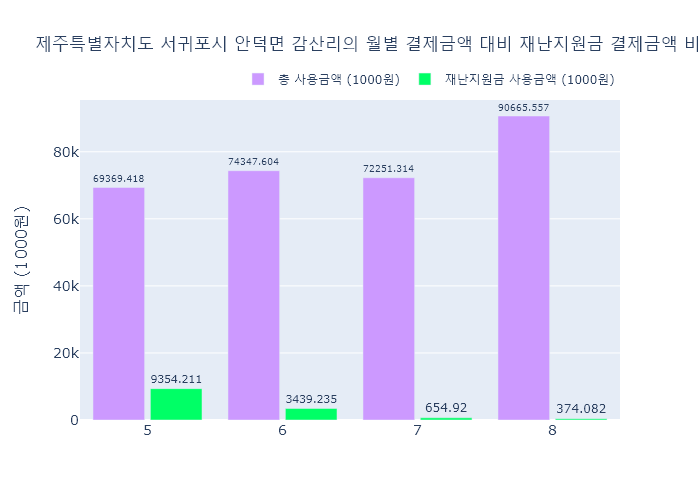 제주특별자치도 서귀포시 안덕면 감산리의 월별 결제금액 대비 재난지원금 결제금액 비
총 사용금액 (1000원) 재난지원금 사용금액 (1000원)
금액 (1000원)
80k
60k
40k
20k
0
69369.418 74347.604 72251.314 90665.557
9354.211 3439.235 654.92 374.082
5 6 7 8